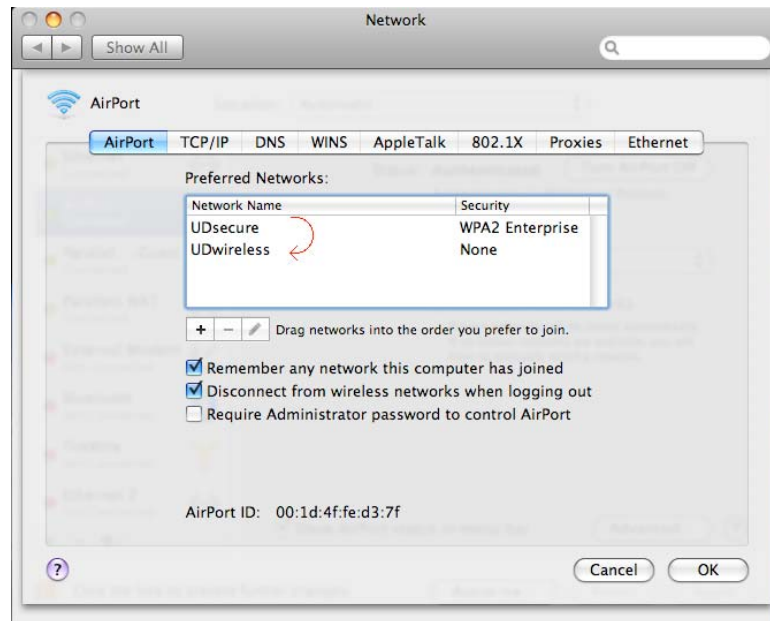 Network
Show All
AirPort
AirPort TCP/IP DNS WINS AppleTalk 802.1X Proxies Ethernet
Preferred Networks:
Network Name Security
UDsecure WPA2 Enterprise
UDwireless None
+ − Drag networks into the order you prefer to join.
Remember any network this computer has joined
Disconnect from wireless networks when logging out
Require Administrator password to control AirPort
AirPort ID: 00:1d:4f:fe:d3:7f
? Cancel OK